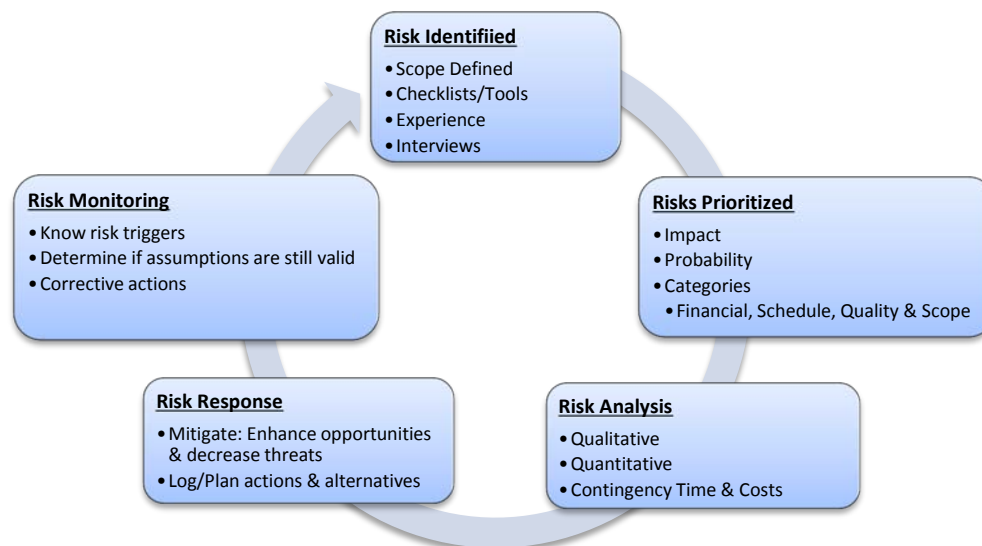 Risk Identifiied
• Scope Defined
• Checklists/Tools
• Experience
• Interviews
Risks Prioritized
• Impact
• Probability
• Categories
• Financial, Schedule, Quality & Scope
Risk Analysis
• Qualitative
• Quantitative
• Contingency Time & Costs
Risk Response
• Mitigate: Enhance opportunities
& decrease threats
• Log/Plan actions & alternatives
Risk Monitoring
• Know risk triggers
• Determine if assumptions are still valid
• Corrective actions